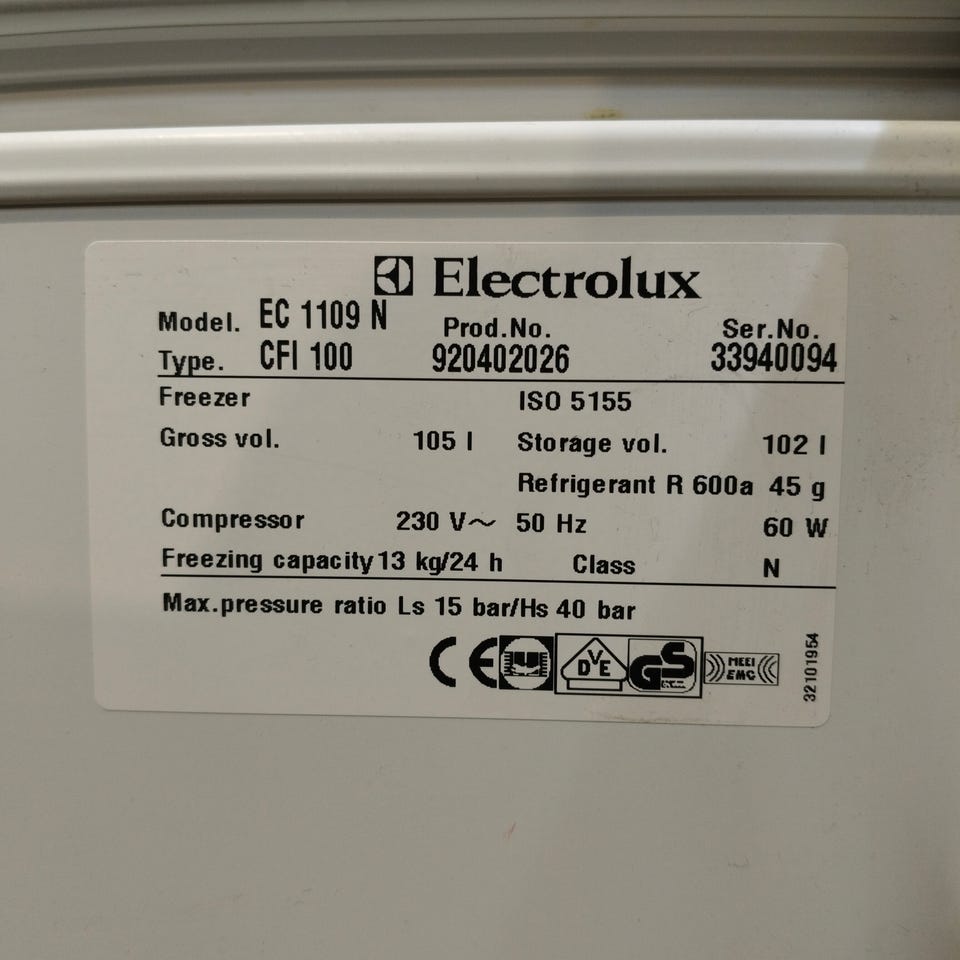 Electrolux
Model. EC 1109 N Prod.No. Ser.No.
Type. CFI 100 920402026 33940094
Freezer ISO 5155
Gross vol. 105 l Storage vol. 102 l
Refrigerant R 600a 45 g
Compressor 230 V~ 50 Hz 60 W
Freezing capacity 13 kg/24 h Class N
Max.pressure ratio Ls 15 bar/Hs 40 bar
CE DVE GS MEEI EMC
32101954